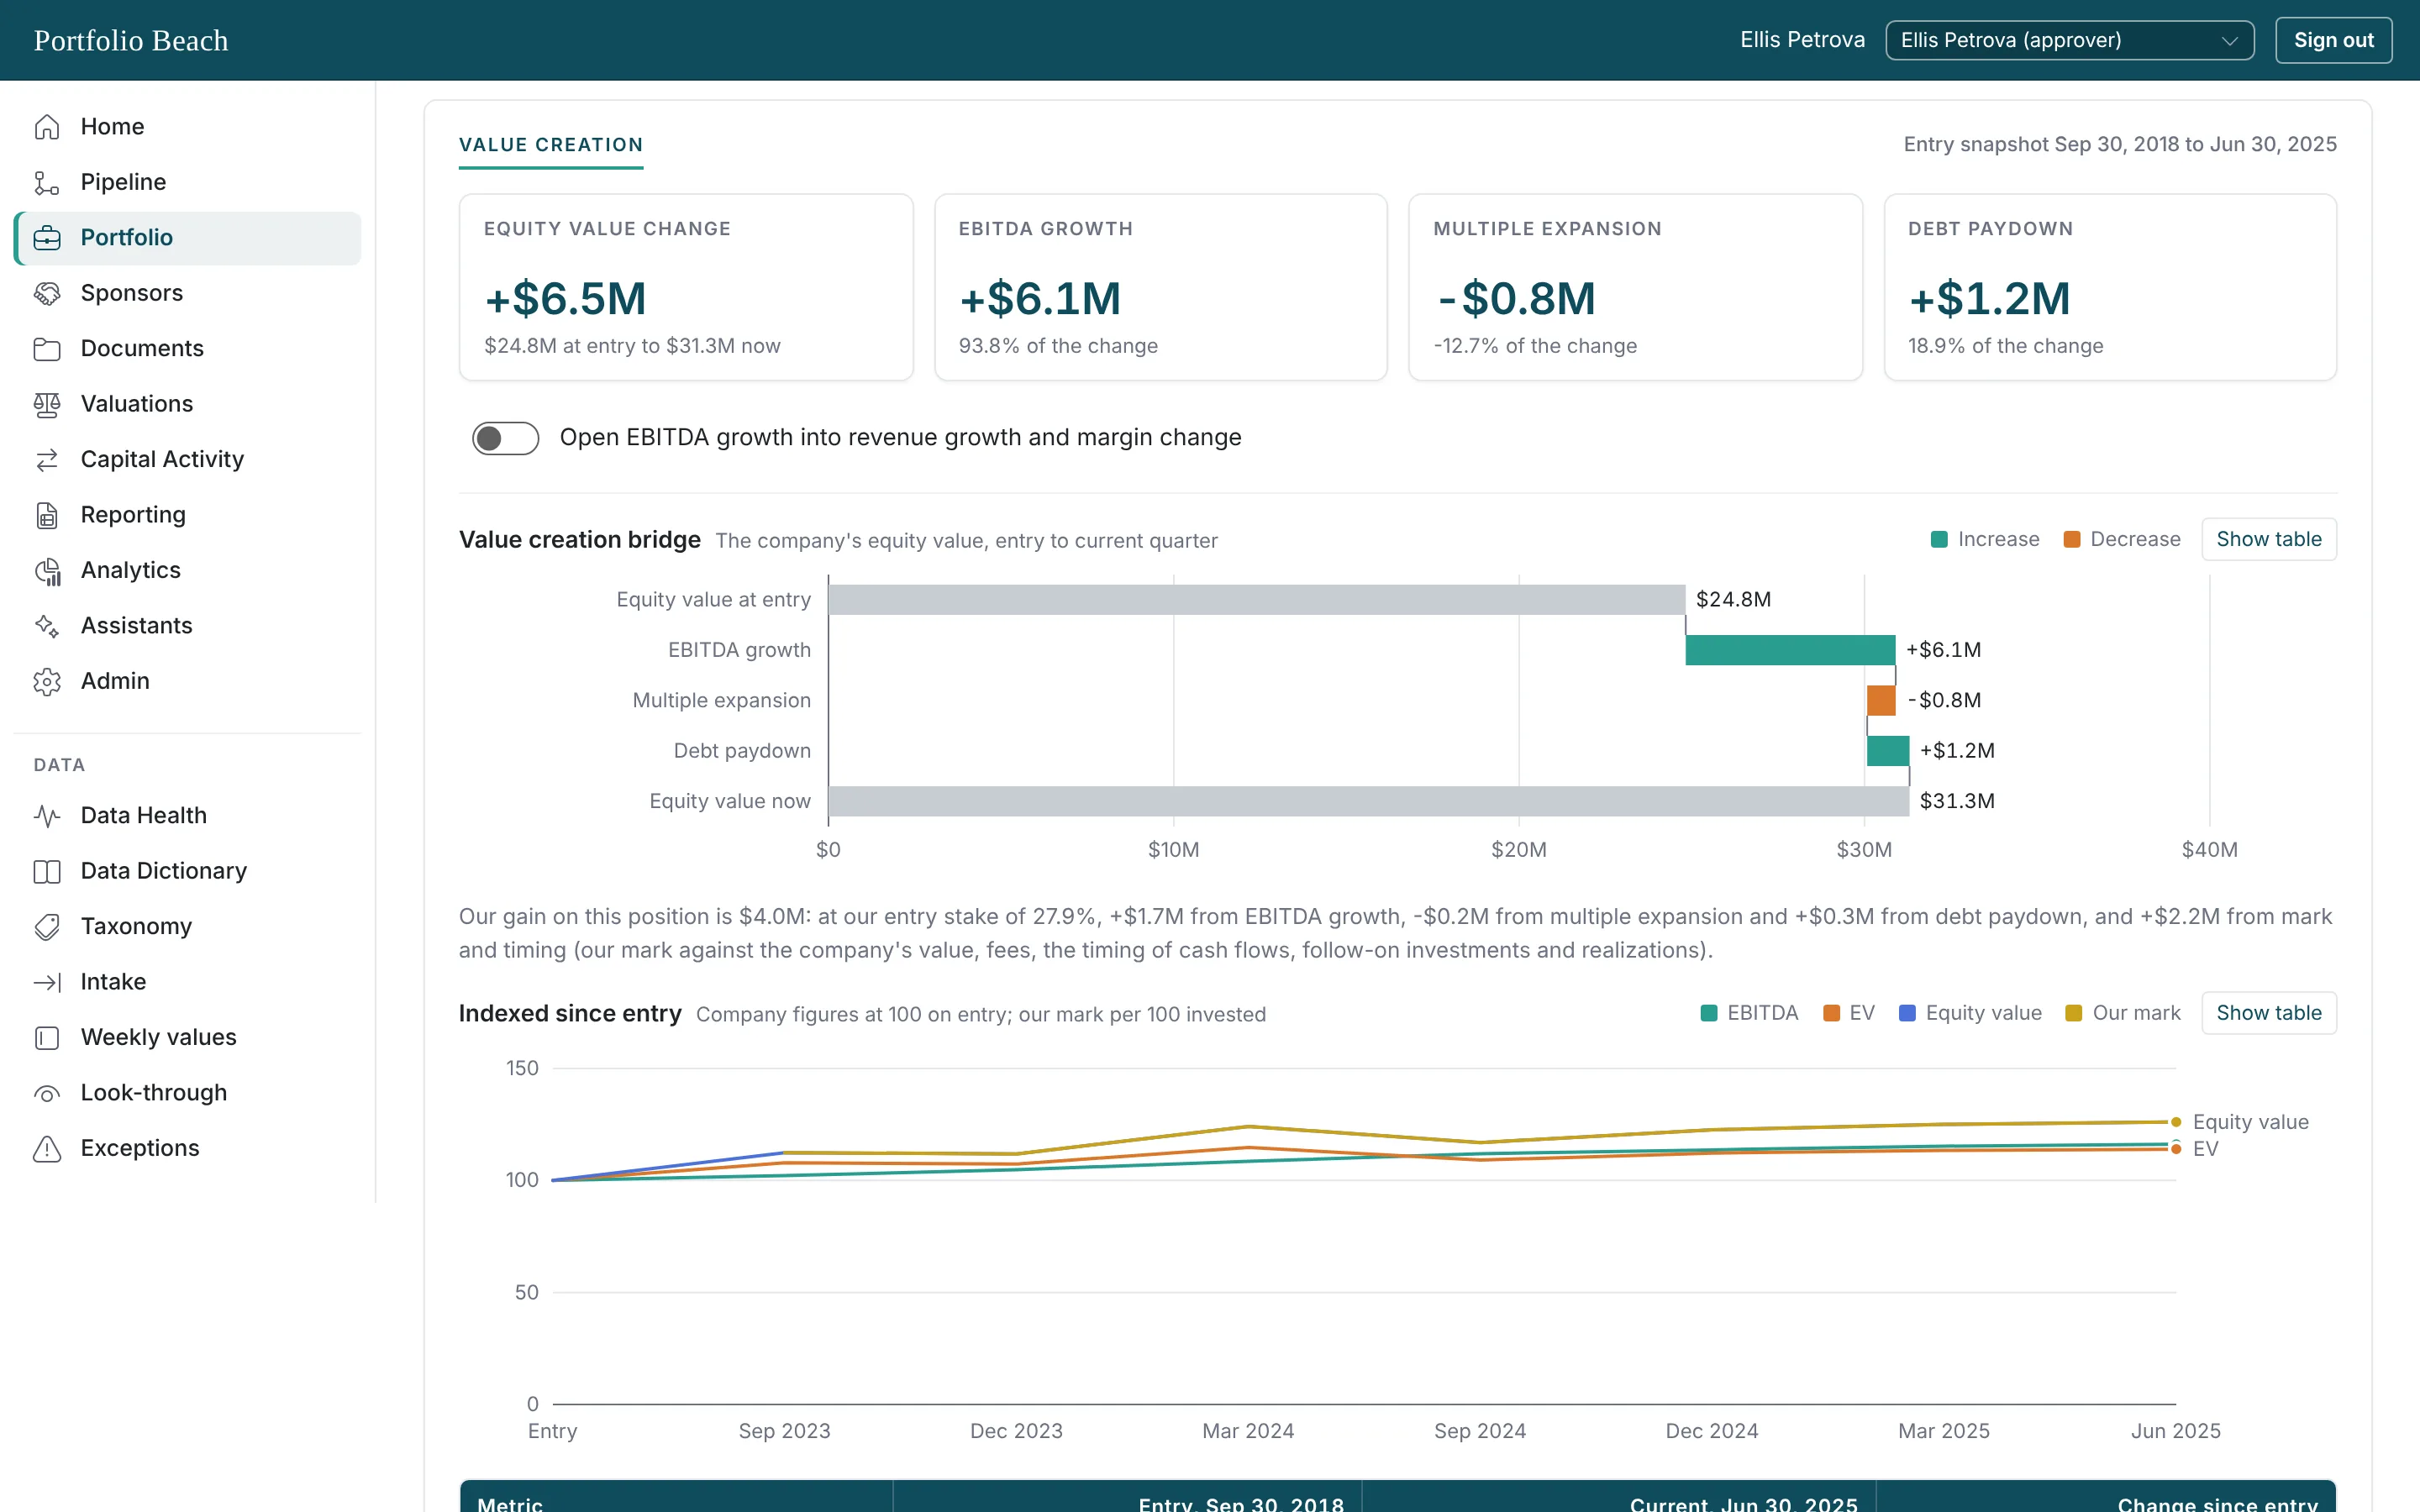 Portfolio Beach
Ellis Petrova
Ellis Petrova (approver)
Sign out
Home
Pipeline
Portfolio
Sponsors
Documents
Valuations
Capital Activity
Reporting
Analytics
Assistants
Admin
DATA
Data Health
Data Dictionary
Taxonomy
Intake
Weekly values
Look-through
Exceptions
VALUE CREATION
Entry snapshot Sep 30, 2018 to Jun 30, 2025
EQUITY VALUE CHANGE
+$6.5M
$24.8M at entry to $31.3M now
EBITDA GROWTH
+$6.1M
93.8% of the change
MULTIPLE EXPANSION
-$0.8M
-12.7% of the change
DEBT PAYDOWN
+$1.2M
18.9% of the change
Open EBITDA growth into revenue growth and margin change
Value creation bridge The company's equity value, entry to current quarter
Increase Decrease Show table
Equity value at entry $24.8M
EBITDA growth +$6.1M
Multiple expansion -$0.8M
Debt paydown +$1.2M
Equity value now $31.3M
$0 $10M $20M $30M $40M
Our gain on this position is $4.0M: at our entry stake of 27.9%, +$1.7M from EBITDA growth, -$0.2M from multiple expansion and +$0.3M from debt paydown, and +$2.2M from mark
and timing (our mark against the company's value, fees, the timing of cash flows, follow-on investments and realizations).
Indexed since entry Company figures at 100 on entry; our mark per 100 invested
EBITDA EV Equity value Our mark Show table
150
100
50
0
Equity value
EV
Entry Sep 2023 Dec 2023 Mar 2024 Sep 2024 Dec 2024 Mar 2025 Jun 2025
Metric Entry, Sep 30, 2018 Current, Jun 30, 2025 Change since entry